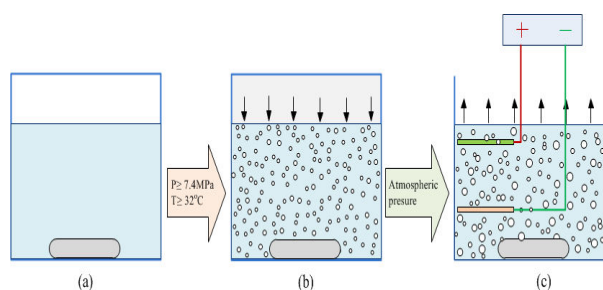 + −
P≥ 7.4MPa
T≥ 32°C
Atmospheric
presure
(a) (b) (c)